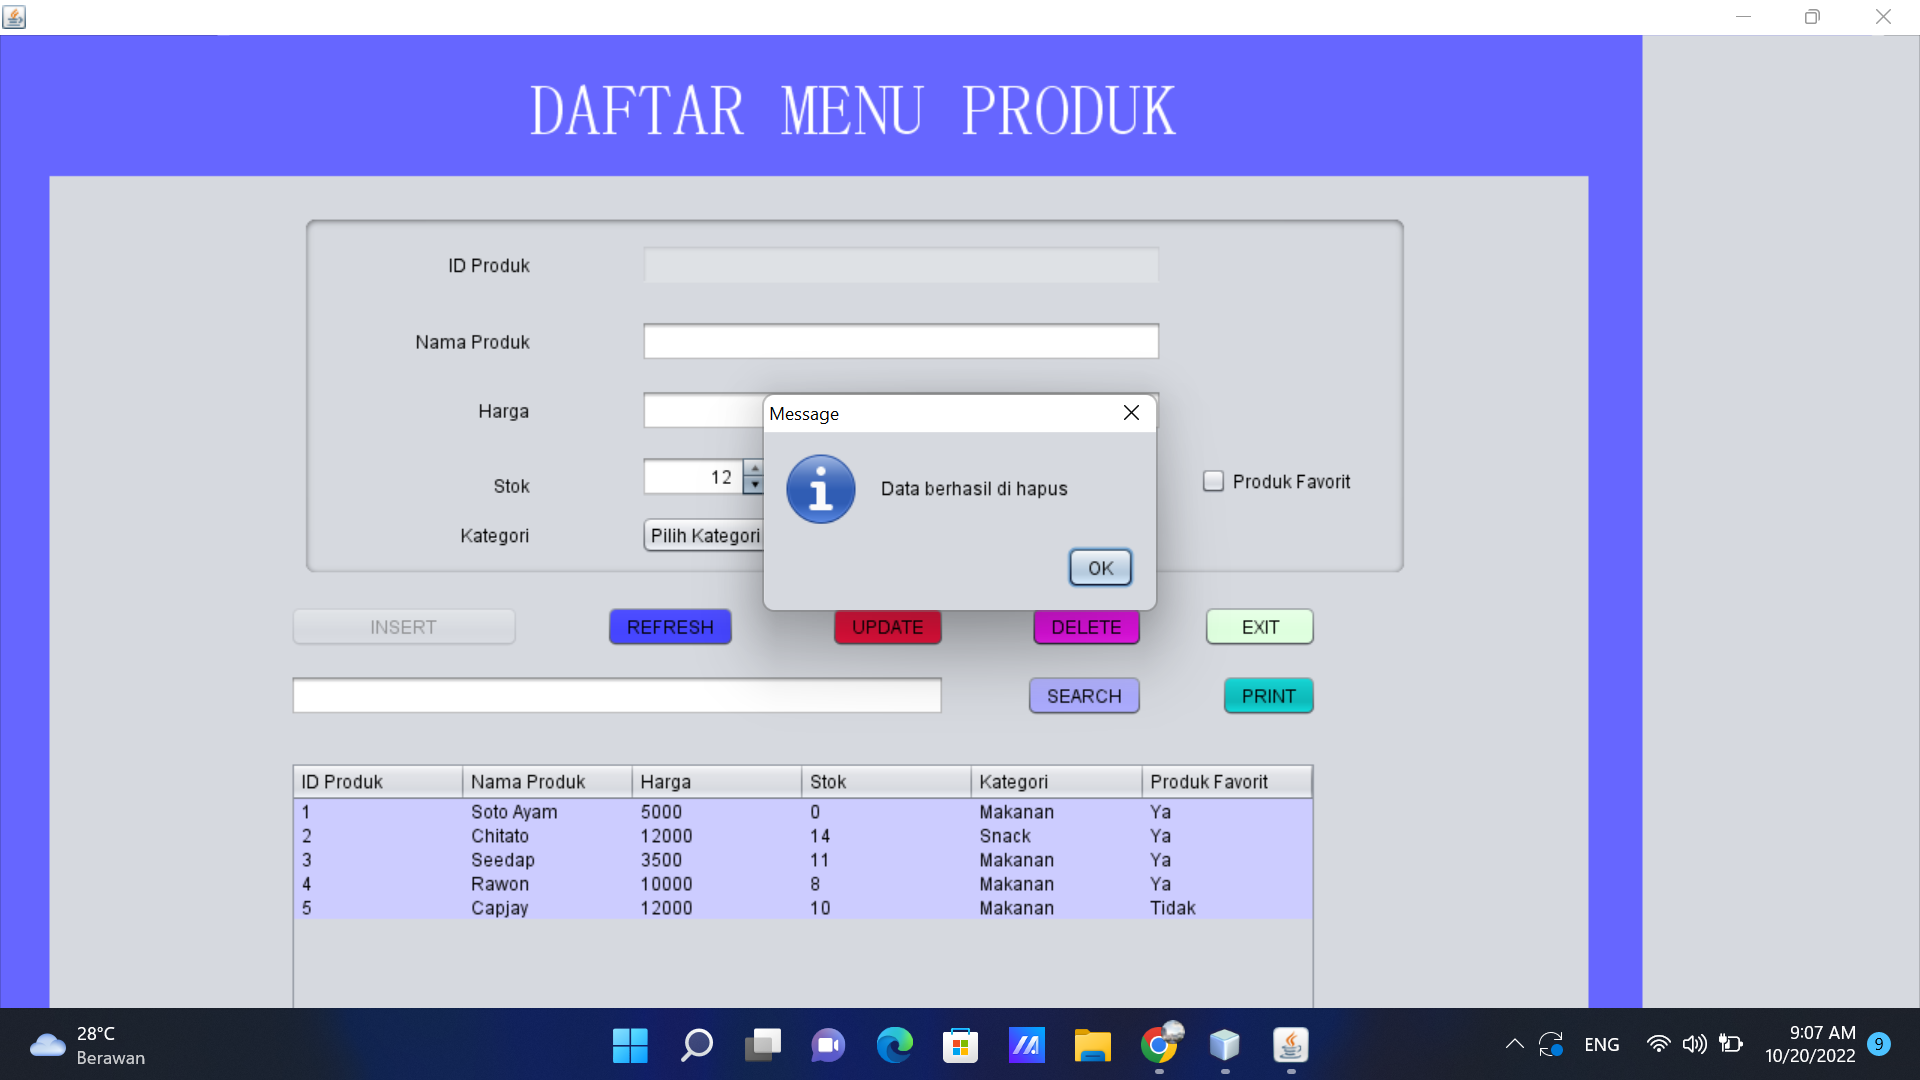 DAFTAR MENU PRODUK
ID Produk
Nama Produk
Harga
Stok 12
Produk Favorit
Kategori Pilih Kategori
Message
Data berhasil di hapus
OK
INSERT REFRESH UPDATE DELETE EXIT
SEARCH PRINT
ID Produk Nama Produk Harga Stok Kategori Produk Favorit
1 Soto Ayam 5000 0 Makanan Ya
2 Chitato 12000 14 Snack Ya
3 Seedap 3500 11 Makanan Ya
4 Rawon 10000 8 Makanan Ya
5 Capjay 12000 10 Makanan Tidak
28°C
Berawan
ENG
9:07 AM
10/20/2022
9